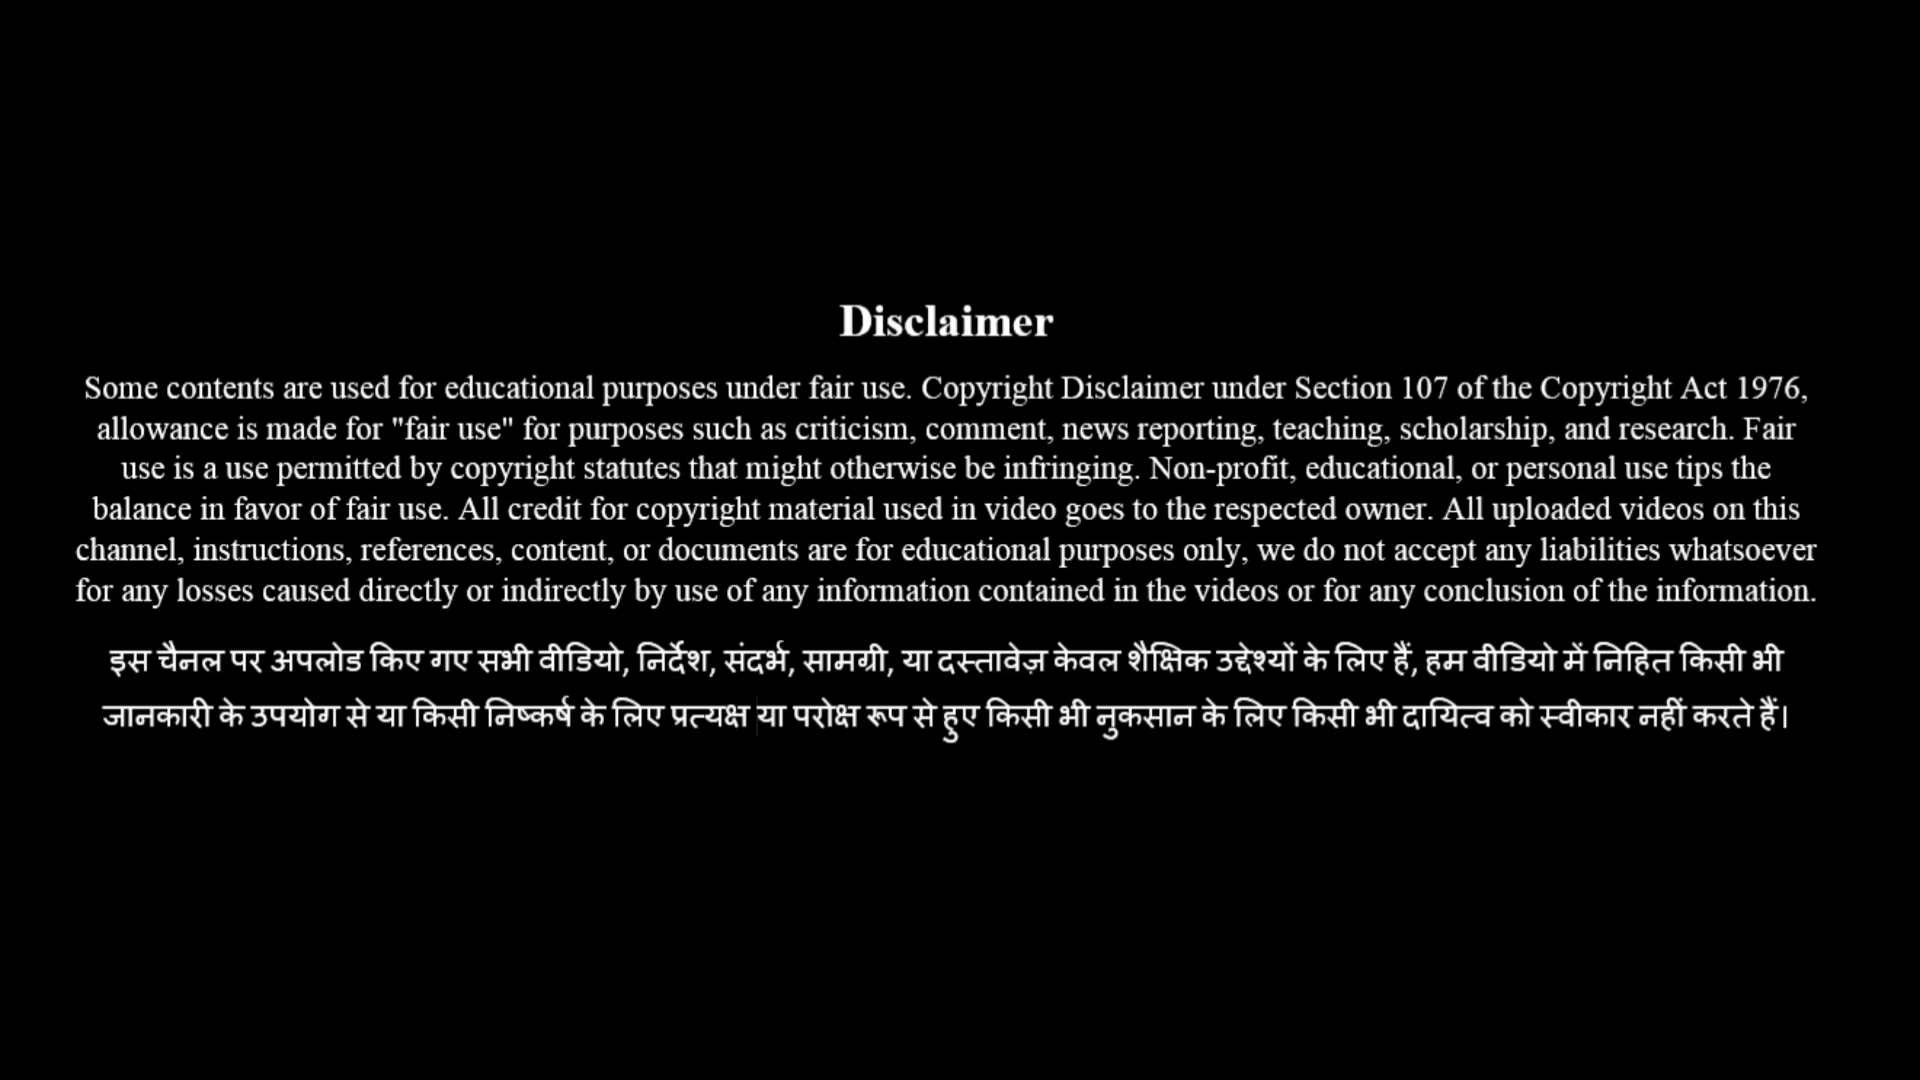 Disclaimer
Some contents are used for educational purposes under fair use. Copyright Disclaimer under Section 107 of the Copyright Act 1976,
allowance is made for "fair use" for purposes such as criticism, comment, news reporting, teaching, scholarship, and research. Fair
use is a use permitted by copyright statutes that might otherwise be infringing. Non-profit, educational, or personal use tips the
balance in favor of fair use. All credit for copyright material used in video goes to the respected owner. All uploaded videos on this
channel, instructions, references, content, or documents are for educational purposes only, we do not accept any liabilities whatsoever
for any losses caused directly or indirectly by use of any information contained in the videos or for any conclusion of the information.
इस चैनल पर अपलोड किए गए सभी वीडियो, निर्देश, संदर्भ, सामग्री, या दस्तावेज़ केवल शैक्षिक उद्देश्यों के लिए हैं, हम वीडियो में निहित किसी भी
जानकारी के उपयोग से या किसी निष्कर्ष के लिए प्रत्यक्ष या परोक्ष रूप से हुए किसी भी नुकसान के लिए किसी भी दायित्व को स्वीकार नहीं करते हैं।